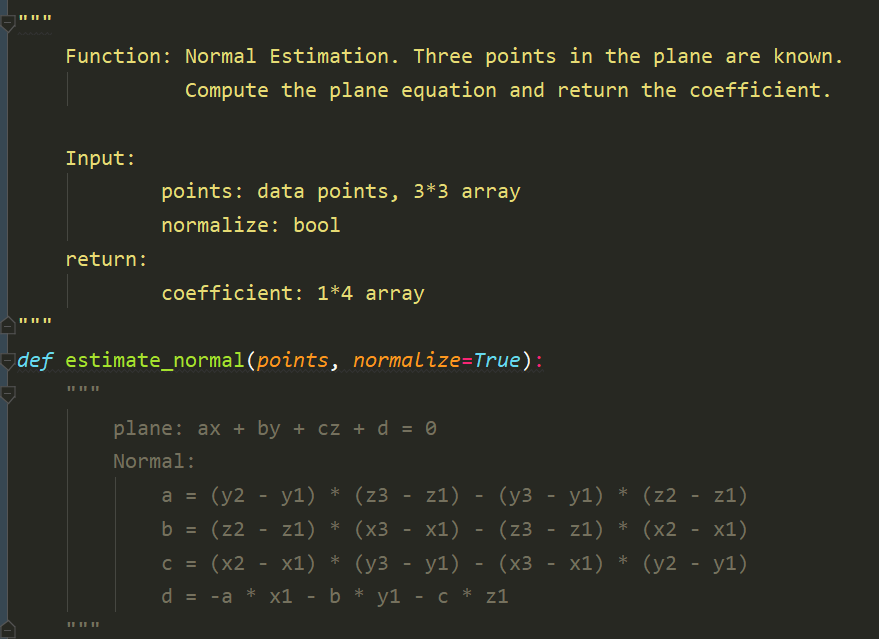 """
Function: Normal Estimation. Three points in the plane are known.
Compute the plane equation and return the coefficient.
Input:
points: data points, 3*3 array
normalize: bool
return:
coefficient: 1*4 array
"""
def estimate_normal(points, normalize=True):
"""
plane: ax + by + cz + d = 0
Normal:
a = (y2 - y1) * (z3 - z1) - (y3 - y1) * (z2 - z1)
b = (z2 - z1) * (x3 - x1) - (z3 - z1) * (x2 - x1)
c = (x2 - x1) * (y3 - y1) - (x3 - x1) * (y2 - y1)
d = -a * x1 - b * y1 - c * z1
"""